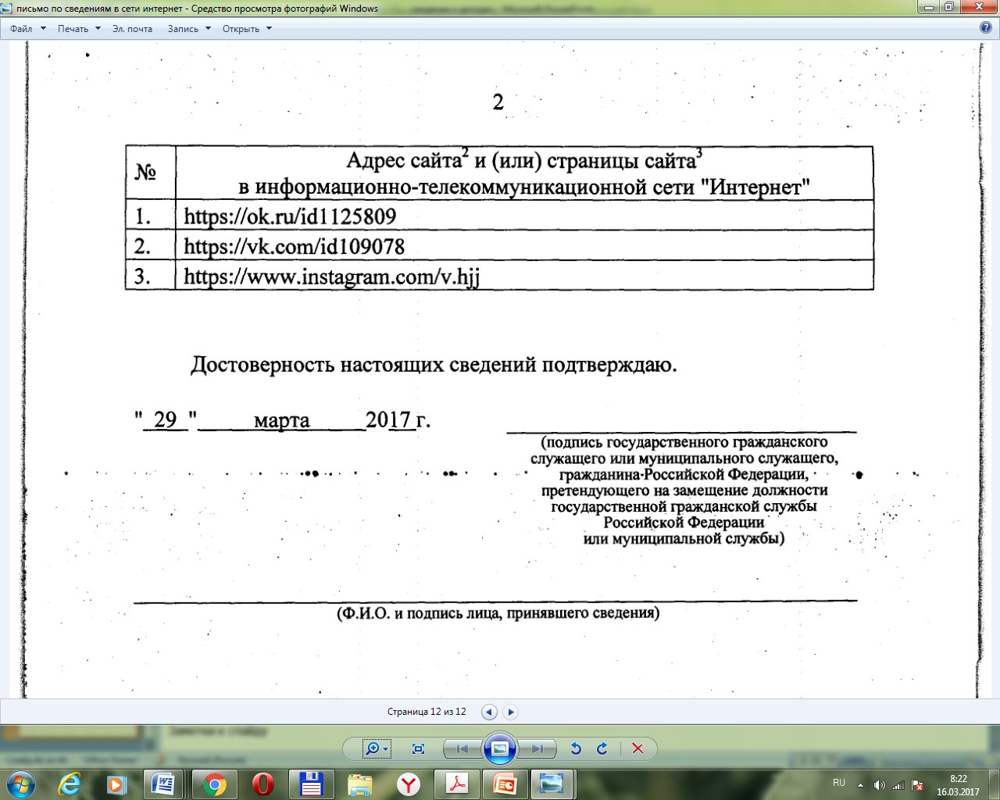 письмо по сведениям в сети интернет - Средство просмотра фотографий Windows
Файл Печать Эл. почта Запись Открыть
2
№ Адрес сайта2 и (или) страницы сайта3
в информационно-телекоммуникационной сети "Интернет"
1. https://ok.ru/id1125809
2. https://vk.com/id109078
3. https://www.instagram.com/v.hjj
Достоверность настоящих сведений подтверждаю.
" 29 " марта 2017 г.
(подпись государственного гражданского
служащего или муниципального служащего,
гражданина Российской Федерации,
претендующего на замещение должности
государственной гражданской службы
Российской Федерации
или муниципальной службы)
(Ф.И.О. и подпись лица, принявшего сведения)
Страница 12 из 12
Заметки к слайду
RU
8:22
16.03.2017